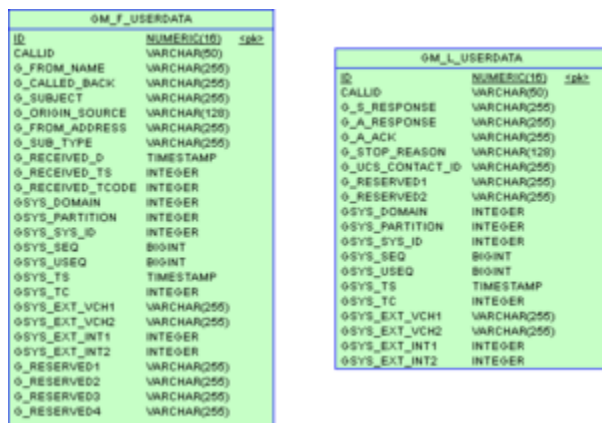 GM_F_USERDATA
ID NUMERIC(16) <pk>
CALLID VARCHAR(50)
G_FROM_NAME VARCHAR(255)
G_CALLED_BACK VARCHAR(255)
G_SUBJECT VARCHAR(255)
G_ORIGIN_SOURCE VARCHAR(128)
G_FROM_ADDRESS VARCHAR(255)
G_SUB_TYPE VARCHAR(255)
G_RECEIVED_D TIMESTAMP
G_RECEIVED_TS INTEGER
G_RECEIVED_TCODE INTEGER
GSYS_DOMAIN INTEGER
GSYS_PARTITION INTEGER
GSYS_SYS_ID INTEGER
GSYS_SEQ BIGINT
GSYS_USEQ BIGINT
GSYS_TS TIMESTAMP
GSYS_TC INTEGER
GSYS_EXT_VCH1 VARCHAR(255)
GSYS_EXT_VCH2 VARCHAR(255)
GSYS_EXT_INT1 INTEGER
GSYS_EXT_INT2 INTEGER
G_RESERVED1 VARCHAR(255)
G_RESERVED2 VARCHAR(255)
G_RESERVED3 VARCHAR(255)
G_RESERVED4 VARCHAR(255)
GM_L_USERDATA
ID NUMERIC(16) <pk>
CALLID VARCHAR(50)
G_S_RESPONSE VARCHAR(255)
G_A_RESPONSE VARCHAR(255)
G_A_ACK VARCHAR(255)
G_STOP_REASON VARCHAR(128)
G_UCS_CONTACT_ID VARCHAR(255)
G_RESERVED1 VARCHAR(255)
G_RESERVED2 VARCHAR(255)
GSYS_DOMAIN INTEGER
GSYS_PARTITION INTEGER
GSYS_SYS_ID INTEGER
GSYS_SEQ BIGINT
GSYS_USEQ BIGINT
GSYS_TS TIMESTAMP
GSYS_TC INTEGER
GSYS_EXT_VCH1 VARCHAR(255)
GSYS_EXT_VCH2 VARCHAR(255)
GSYS_EXT_INT1 INTEGER
GSYS_EXT_INT2 INTEGER